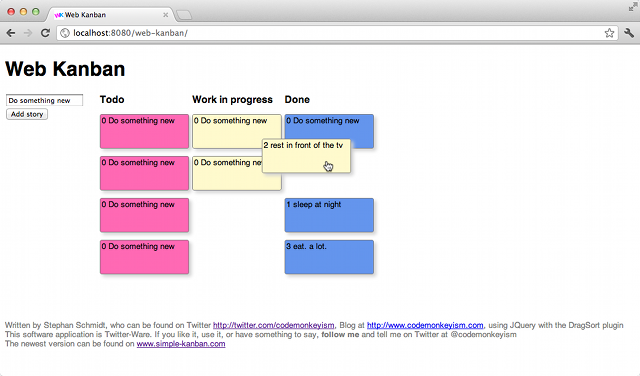 Web Kanban
localhost:8080/web-kanban/
Web Kanban
Do something new
Add story
Todo Work in progress Done
0 Do something new 0 Do something new 0 Do something new
2 rest in front of the tv
0 Do something new 0 Do something new
0 Do something new 1 sleep at night
0 Do something new 3 eat. a lot.
Written by Stephan Schmidt, who can be found on Twitter http://twitter.com/codemonkeyism, Blog at http://www.codemonkeyism.com, using JQuery with the DragSort plugin
This software application is Twitter-Ware. If you like it, use it, or have something to say, follow me and tell me on Twitter at @codemonkeyism
The newest version can be found on www.simple-kanban.com